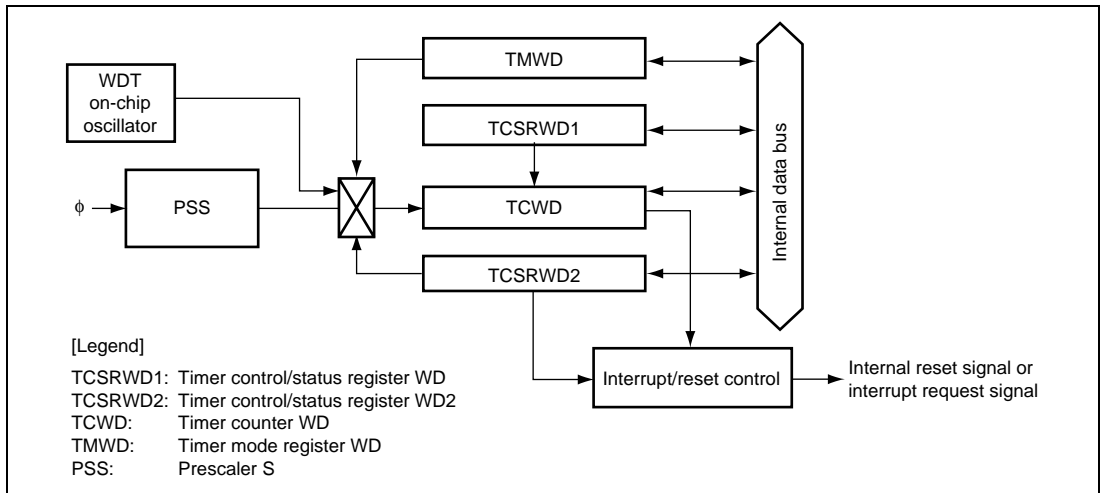 TMWD
WDT
on-chip
oscillator
TCSRWD1
Internal data bus
ϕ
PSS
TCWD
TCSRWD2
[Legend]
TCSRWD1: Timer control/status register WD
TCSRWD2: Timer control/status register WD2
TCWD: Timer counter WD
TMWD: Timer mode register WD
PSS: Prescaler S
Interrupt/reset control
Internal reset signal or
interrupt request signal